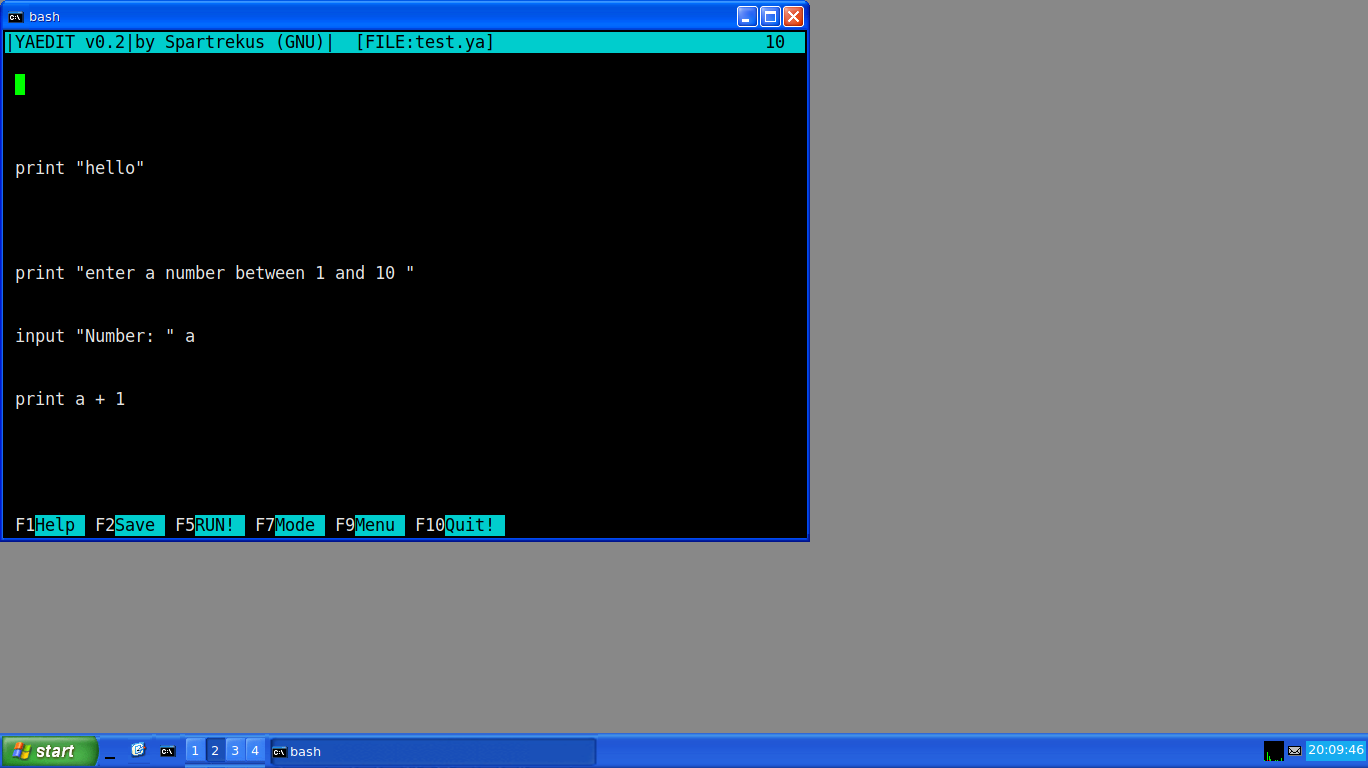 bash
|YAEDIT v0.2|by Spartrekus (GNU)|  [FILE:test.ya] 10
print "hello"
print "enter a number between 1 and 10 "
input "Number: " a
print a + 1
F1Help F2Save F5RUN! F7Mode F9Menu F10Quit!
start C:\ 1 2 3 4 C:\ bash 20:09:46